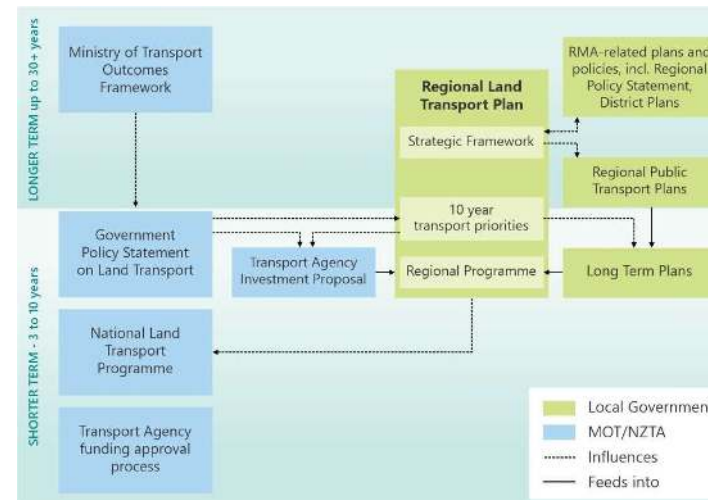 LONGER TERM up to 30+ years
Ministry of Transport
Outcomes
Framework
Regional Land
Transport Plan
Strategic Framework
RMA-related plans and
policies, incl. Regional
Policy Statement,
District Plans
Regional Public
Transport Plans
SHORTER TERM - 3 to 10 years
Government
Policy Statement
on Land Transport
Transport Agency
Investment Proposal
10 year
transport priorities
Regional Programme
Long Term Plans
National Land
Transport
Programme
Transport Agency
funding approval
process
Local Government
MOT/NZTA
Influences
Feeds into